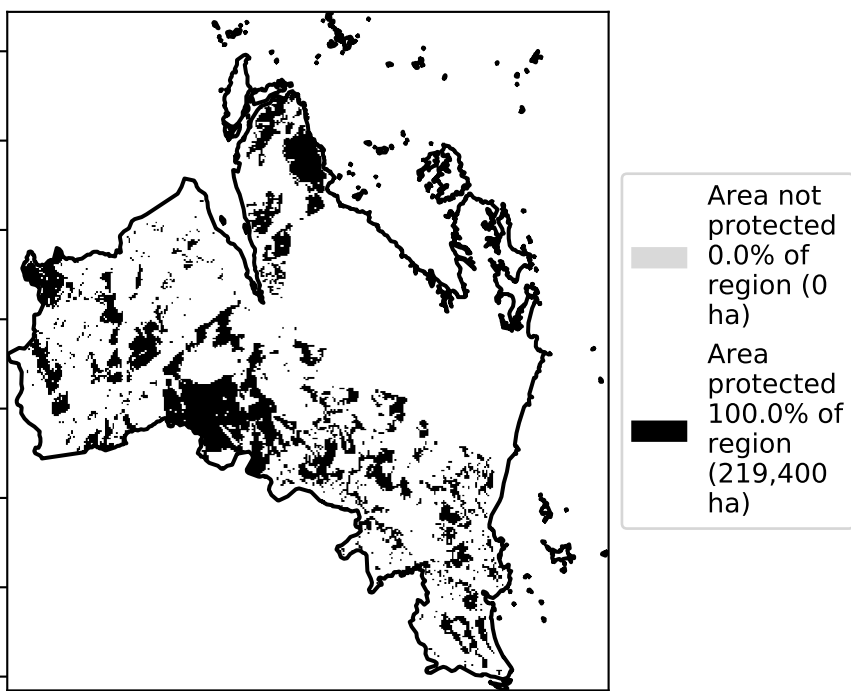 Area not
protected
0.0% of
region (0
ha)
Area
protected
100.0% of
region
(219,400
ha)